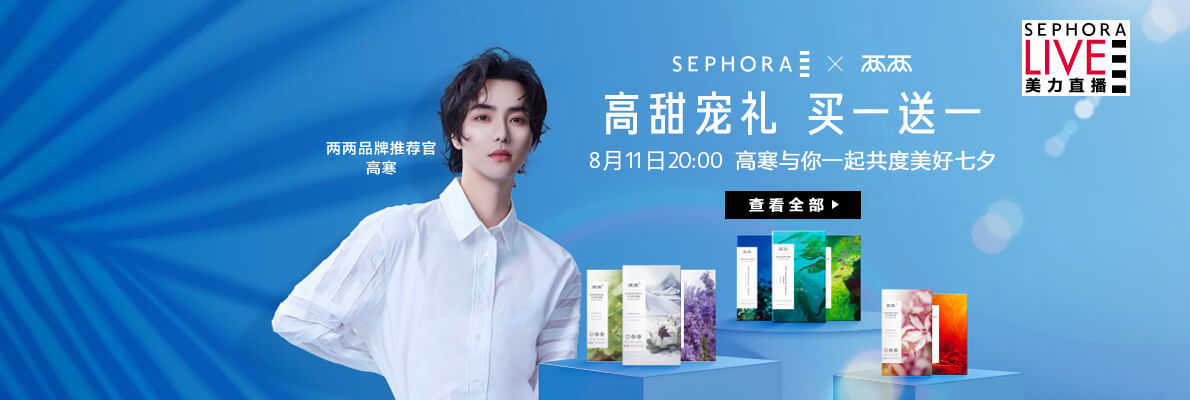 SEPHORA × 两两
SEPHORA
LIVE
美力直播
高甜宠礼 买一送一
两两品牌推荐官
高寒
8月11日20:00 高寒与你一起共度美好七夕
查看全部